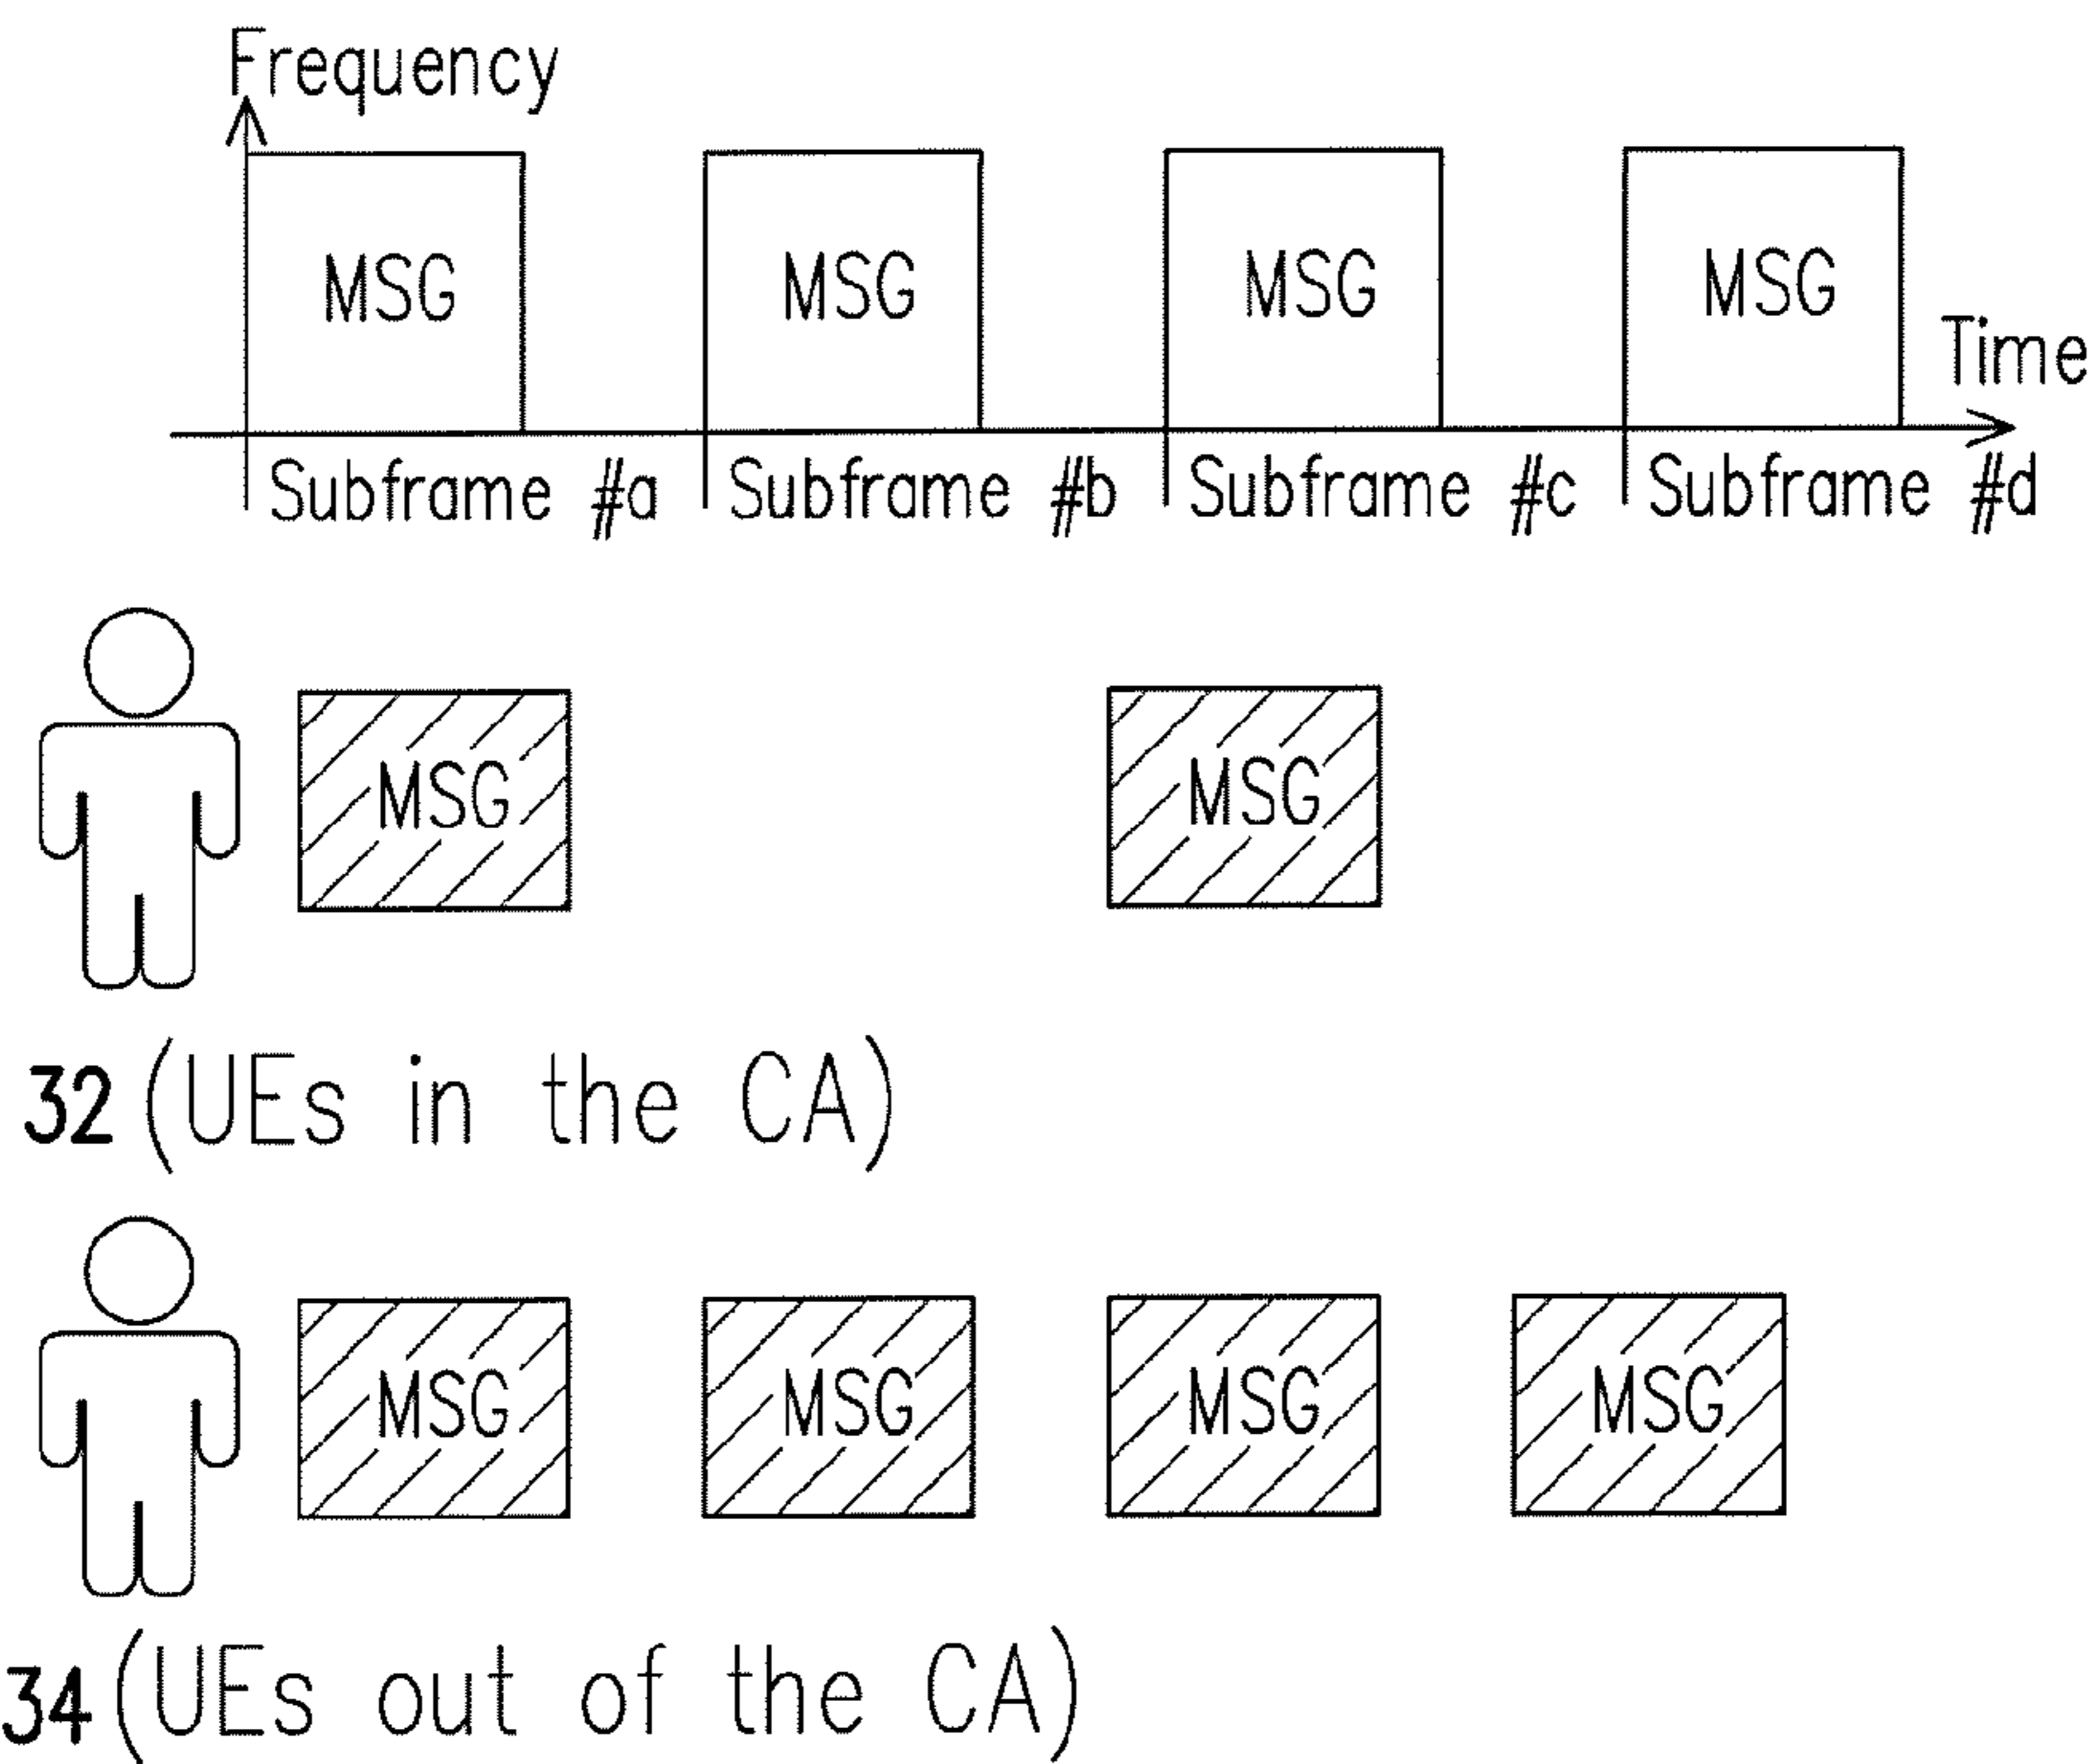 Frequency
MSG MSG MSG MSG
Time
Subframe #a Subframe #b Subframe #c Subframe #d
MSG MSG
32 (UEs in the CA)
MSG MSG MSG MSG
34 (UEs out of the CA)